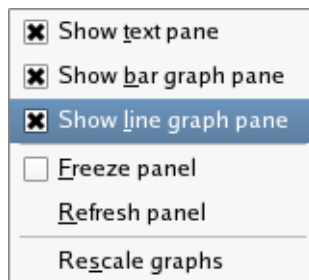 Show text pane
Show bar graph pane
Show line graph pane
Freeze panel
Refresh panel
Rescale graphs